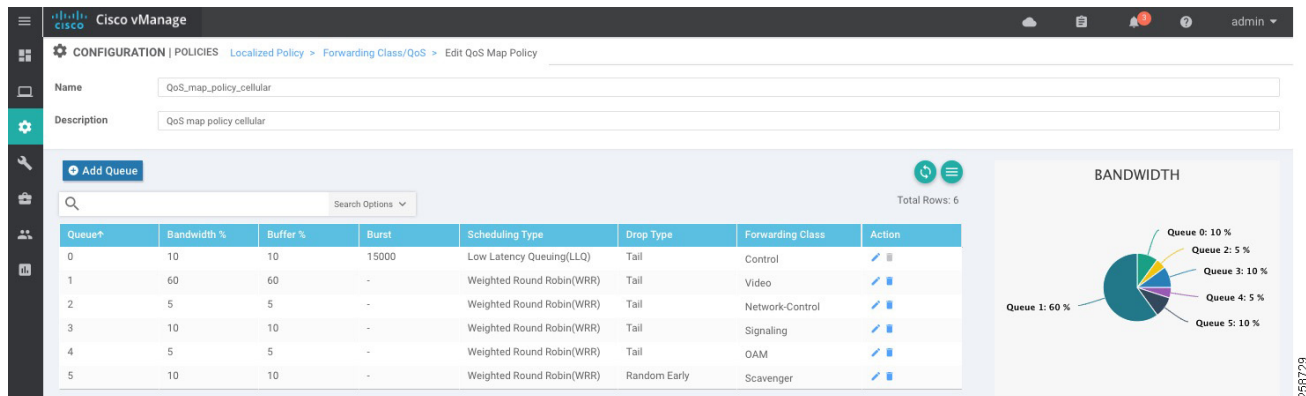 cisco Cisco vManage 3 admin
CONFIGURATION | POLICIES Localized Policy > Forwarding Class/QoS > Edit QoS Map Policy
Name QoS_map_policy_cellular
Description QoS map policy cellular
Add Queue
Search Options
Total Rows: 6
Queue Bandwidth % Buffer % Burst Scheduling Type Drop Type Forwarding Class Action
0 10 10 15000 Low Latency Queuing(LLQ) Tail Control
1 60 60 - Weighted Round Robin(WRR) Tail Video
2 5 5 - Weighted Round Robin(WRR) Tail Network-Control
3 10 10 - Weighted Round Robin(WRR) Tail Signaling
4 5 5 - Weighted Round Robin(WRR) Tail OAM
5 10 10 - Weighted Round Robin(WRR) Random Early Scavenger
BANDWIDTH
Queue 0: 10 %
Queue 2: 5 %
Queue 3: 10 %
Queue 4: 5 %
Queue 1: 60 %
Queue 5: 10 %
258729